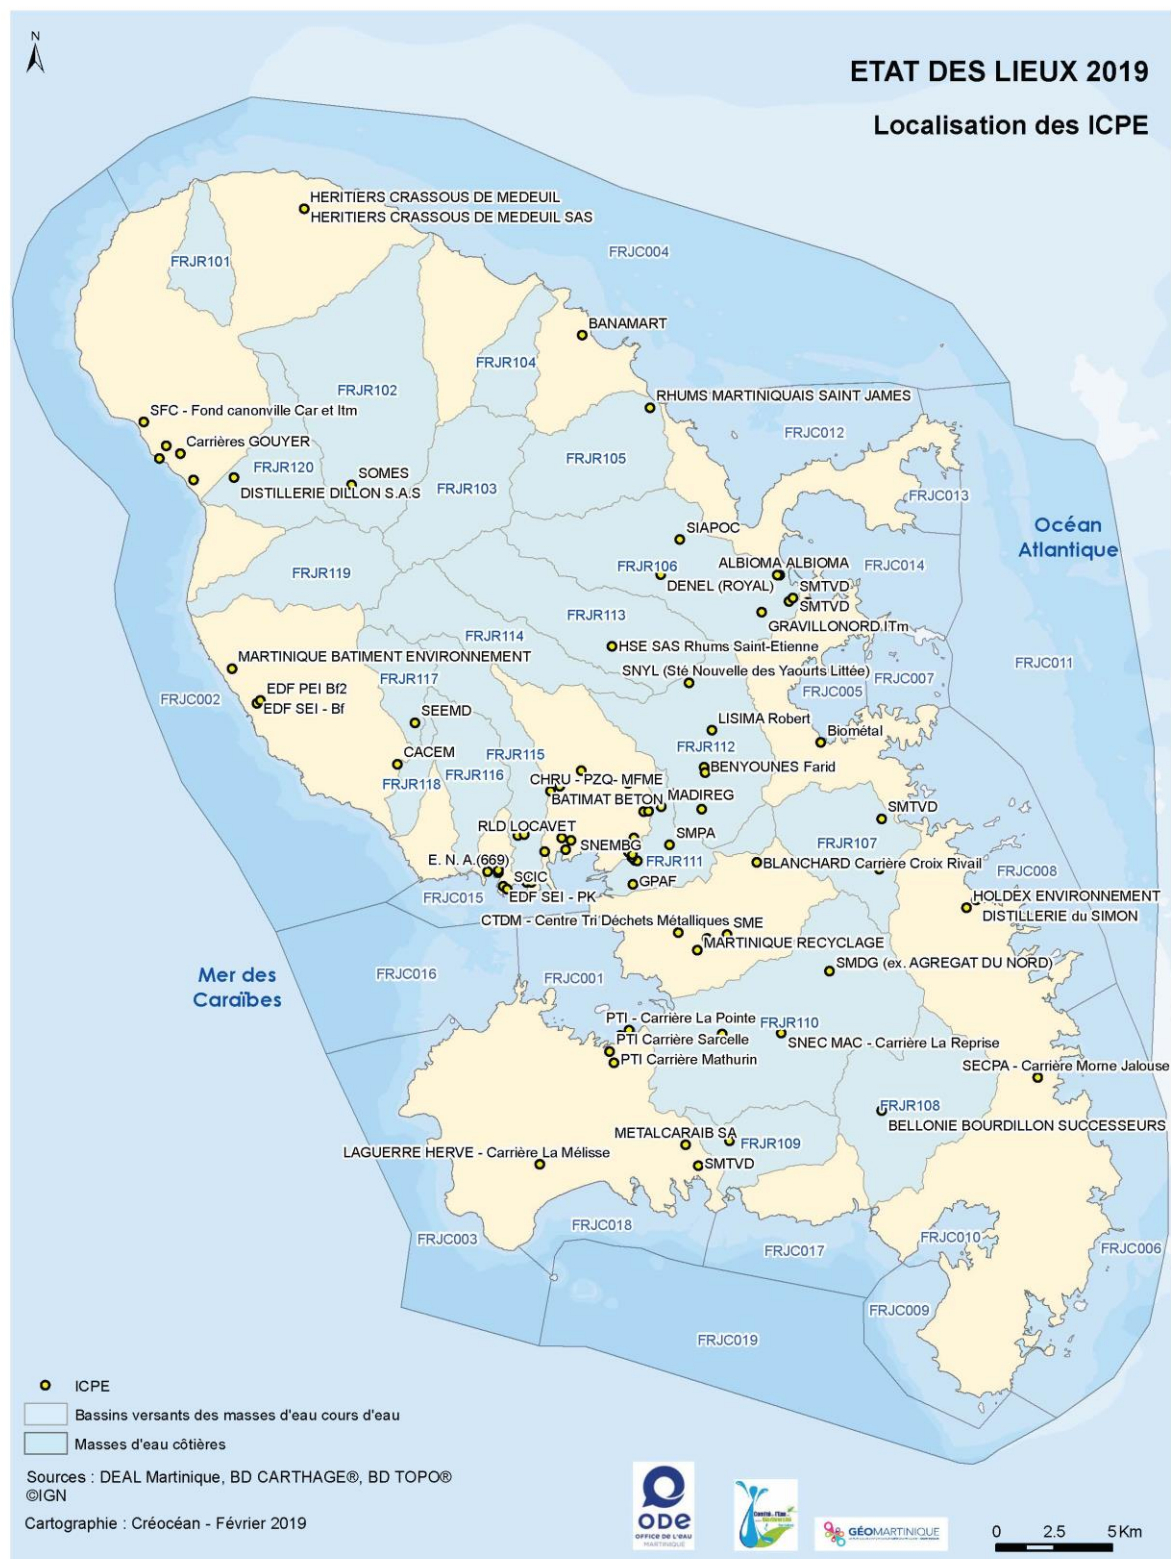 N
ETAT DES LIEUX 2019
Localisation des ICPE
HERITIERS CRASSOUS DE MEDEUIL
HERITIERS CRASSOUS DE MEDEUIL SAS
FRJC004
FRJR101
BANAMART
FRJR104
FRJR102
RHUMS MARTINIQUAIS SAINT JAMES
SFC - Fond canonville Car et Itm
FRJC012
Carrières GOUYER
FRJR105
FRJR120
SOMES
DISTILLERIE DILLON S.A.S
FRJR103
FRJC013
Océan
Atlantique
SIAPOC
FRJR119
FRJR106
ALBIOMA ALBIOMA
FRJC014
DENEL (ROYAL)
SMTVD
SMTVD
FRJR113
GRAVILLONORD ITm
FRJR114
HSE SAS Rhums Saint-Etienne
MARTINIQUE BATIMENT ENVIRONNEMENT
SNYL (Sté Nouvelle des Yaourts Littée)
FRJC011
FRJR117
FRJC007
FRJC002
EDF PEI Bf2
FRJC005
EDF SEI - Bf
SEEMD
LISIMA Robert
Biométal
CACEM
FRJR115
FRJR112
BENYOUNES Farid
FRJR118
FRJR116
CHRU - PZQ- MFME
BATIMAT BETON
MADIREG
SMTVD
RLD LOCAVET
SMPA
SNEMBG
FRJR107
E. N. A.(669)
FRJR111
BLANCHARD Carrière Croix Rivail
FRJC008
SCIC
GPAF
FRJC015
EDF SEI - PK
HOLDEX ENVIRONNEMENT
DISTILLERIE du SIMON
CTDM - Centre Tri Déchets Métalliques
SME
MARTINIQUE RECYCLAGE
SMDG (ex. AGREGAT DU NORD)
Mer des
Caraïbes
FRJC016
FRJC001
PTI - Carrière La Pointe
FRJR110
PTI Carrière Sarcelle
SNEC MAC - Carrière La Reprise
PTI Carrière Mathurin
SECPA - Carrière Morne Jalouse
FRJR108
BELLONIE BOURDILLON SUCCESSEURS
METALCARAIB SA
FRJR109
LAGUERRE HERVE - Carrière La Mélisse
SMTVD
FRJC018
FRJC003
FRJC017
FRJC010
FRJC006
FRJC009
FRJC019
ICPE
Bassins versants des masses d'eau cours d'eau
Masses d'eau côtières
Sources : DEAL Martinique, BD CARTHAGE®, BD TOPO®
©IGN
Cartographie : Créocéan - Février 2019
ODE
OFFICE DE L'EAU
MARTINIQUE
GÉOMARTINIQUE
0 2.5 5 Km